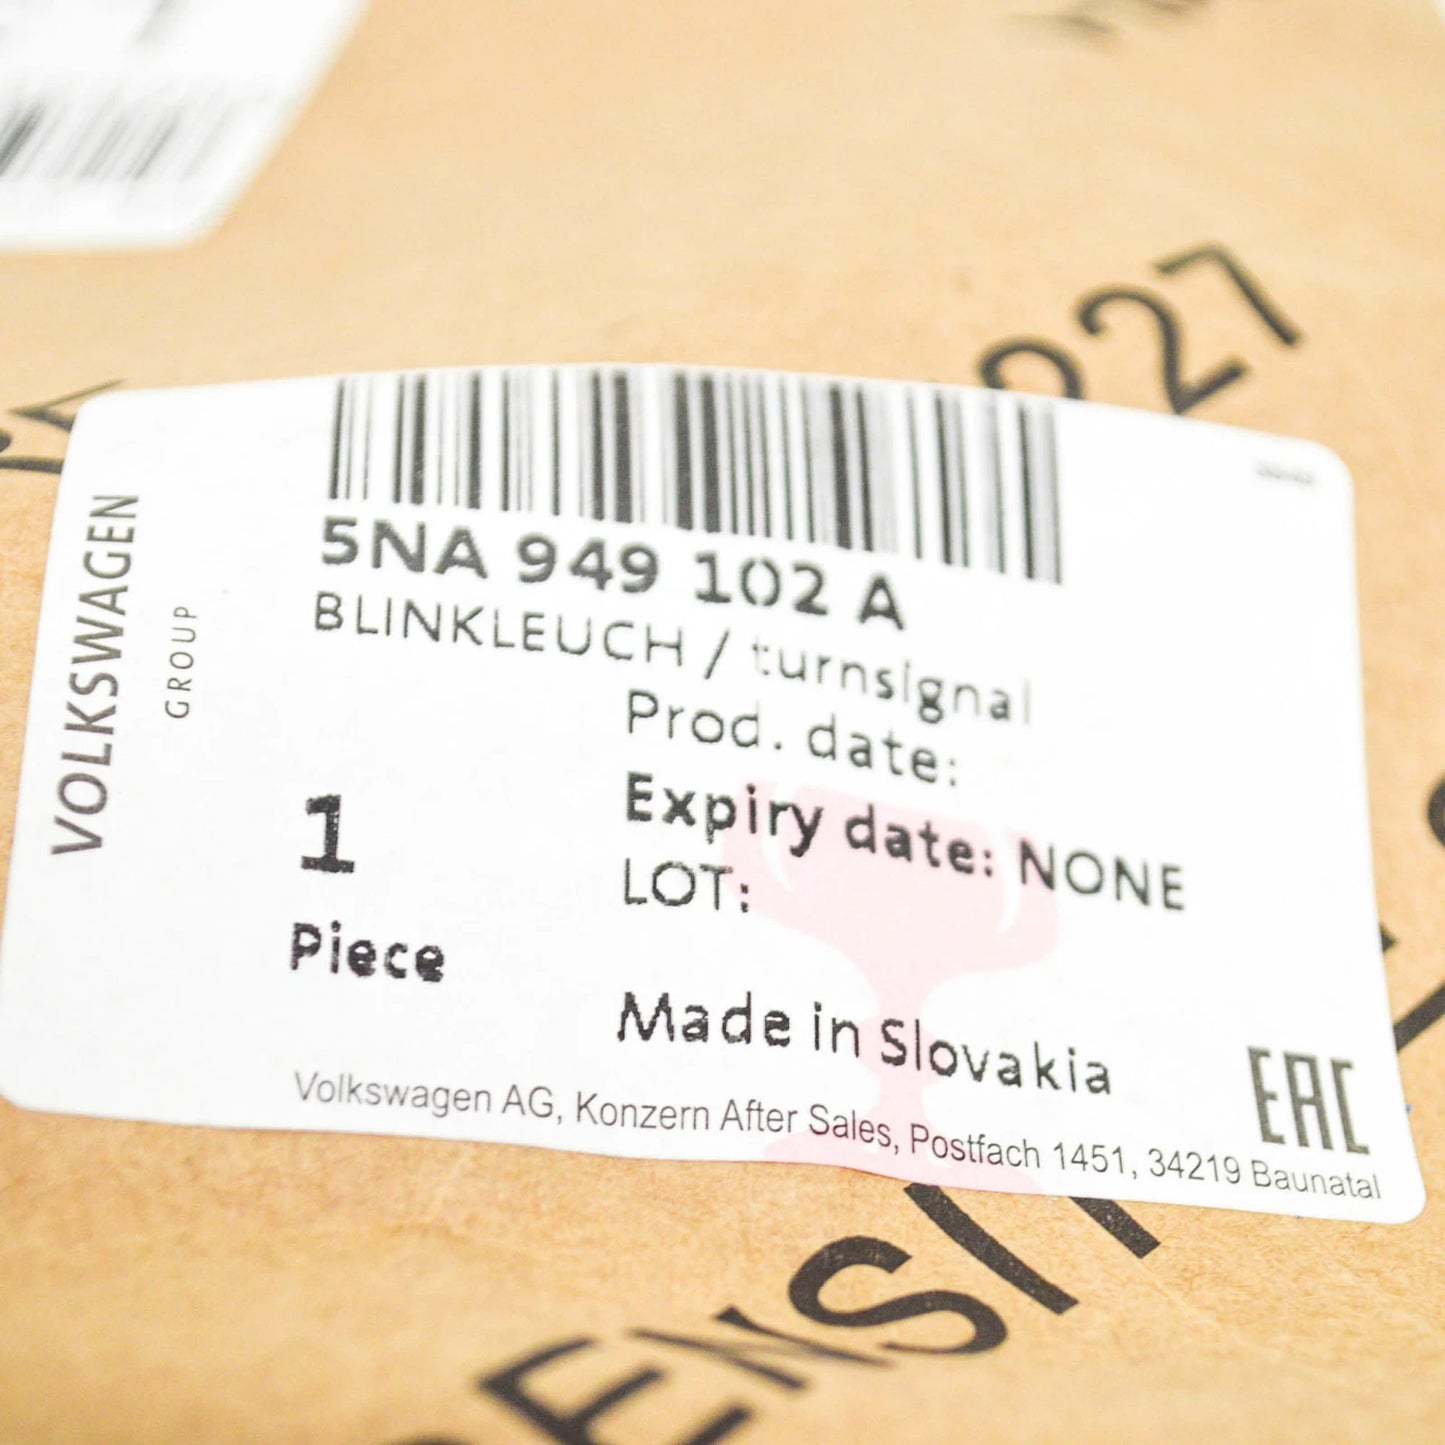 927
VOLKSWAGEN
GROUP
5NA 949 102 A
BLINKLEUCH / turnsignal
Prod. date:
Expiry date: NONE
LOT:
1
Piece
Made in Slovakia
EAC
Volkswagen AG, Konzern After Sales, Postfach 1451, 34219 Baunatal